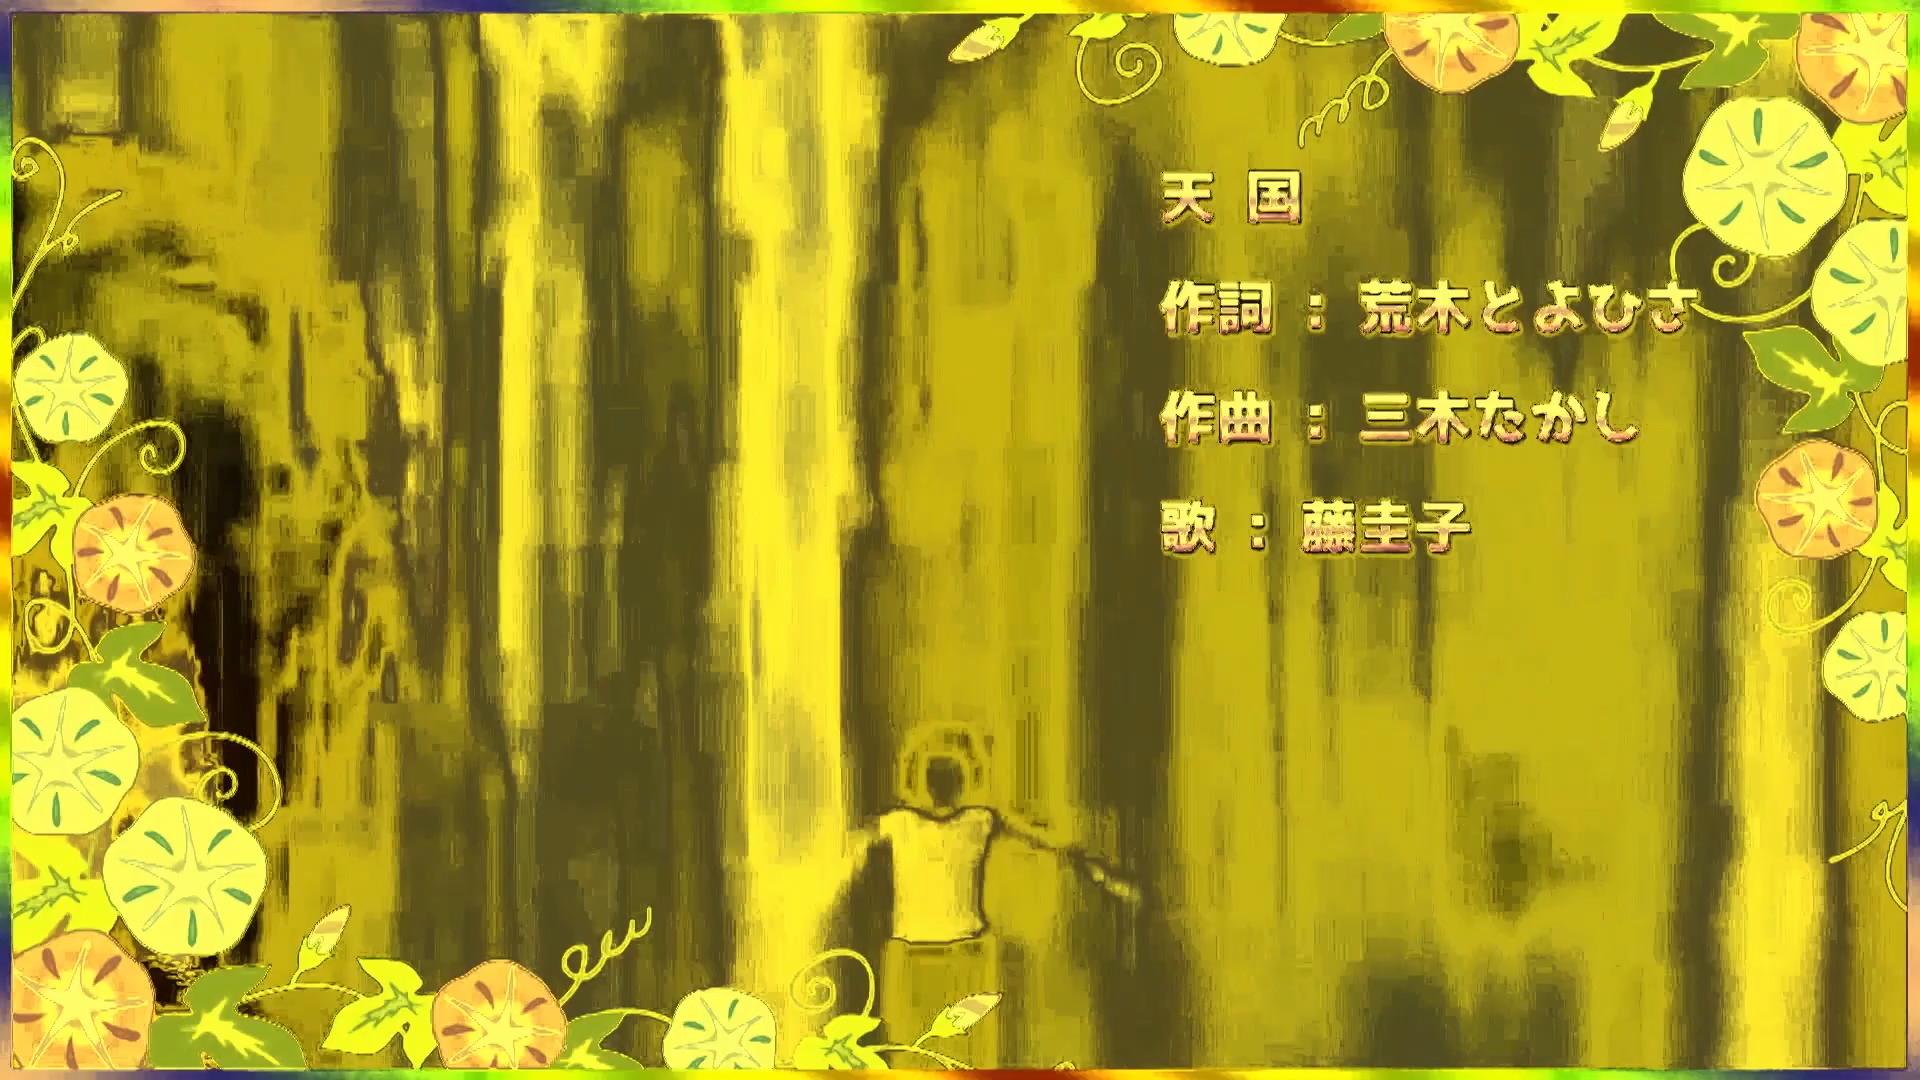 天 国
作詞 : 荒木とよひさ
作曲 : 三木たかし
歌 : 藤圭子